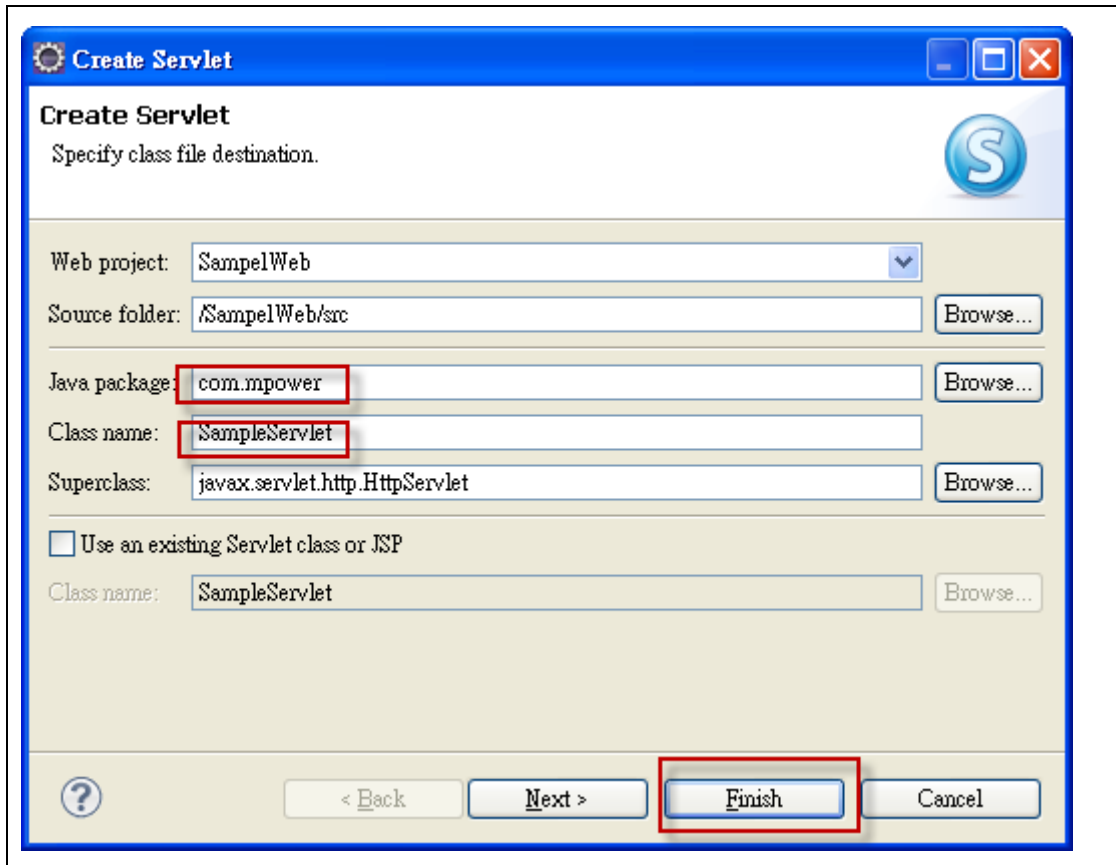 Create Servlet
Create Servlet
Specify class file destination.
S
Web project: SampelWeb
Source folder: /SampelWeb/src Browse...
Java package: com.mpower Browse...
Class name: SampleServlet
Superclass: javax.servlet.http.HttpServlet Browse...
Use an existing Servlet class or JSP
Class name: SampleServlet Browse...
? < Back Next > Finish Cancel